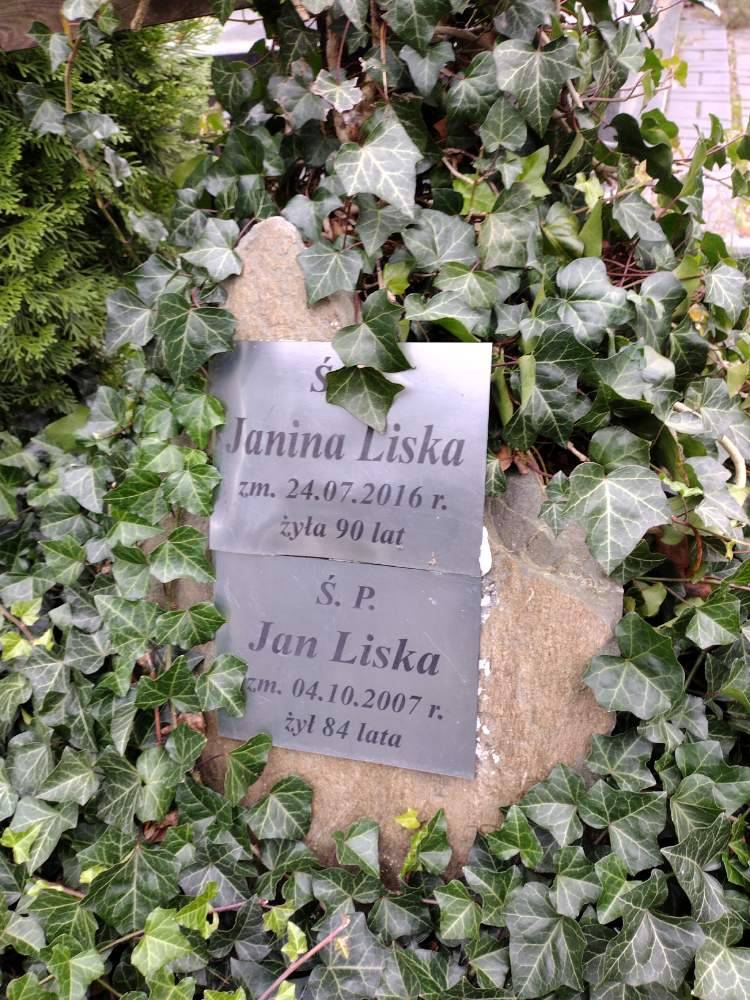 Ś.
Janina Liska
zm. 24.07.2016 r.
żyła 90 lat
Ś. P.
Jan Liska
zm. 04.10.2007 r.
żył 84 lata